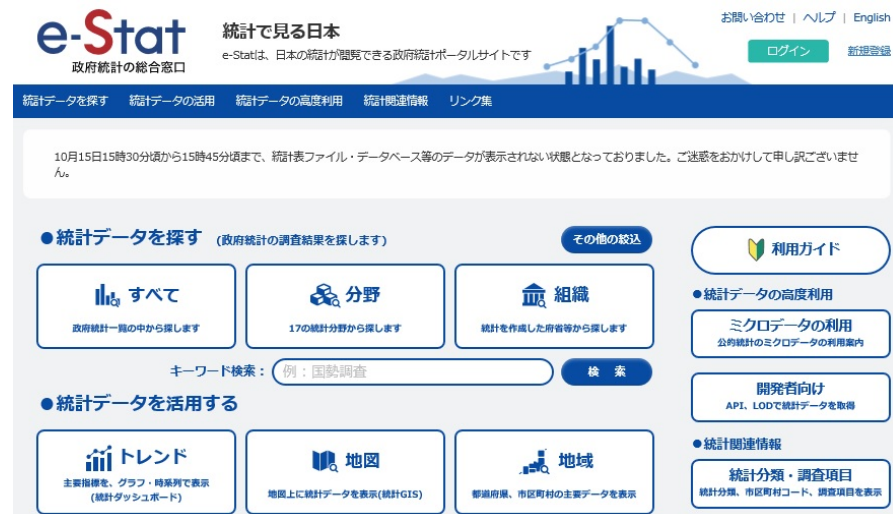 e-Stat
政府統計の総合窓口
統計で見る日本
e-Statは、日本の統計が閲覧できる政府統計ポータルサイトです
お問い合わせ | ヘルプ | English
ログイン
新規登録
統計データを探す 統計データの活用 統計データの高度利用 統計関連情報 リンク集
10月15日15時30分頃から15時45分頃まで、統計表ファイル・データベース等のデータが表示されない状態となっておりました。ご迷惑をおかけして申し訳ございませ
ん。
●統計データを探す (政府統計の調査結果を探します)
その他の絞込
すべて
政府統計一覧の中から探します
分野
17の統計分野から探します
組織
統計を作成した府省等から探します
キーワード検索: 例:国勢調査 検 索
●統計データを活用する
トレンド
主要指標を、グラフ・時系列で表示
(統計ダッシュボード)
地図
地図上に統計データを表示(統計GIS)
地域
都道府県、市区町村の主要データを表示
利用ガイド
●統計データの高度利用
ミクロデータの利用
公的統計のミクロデータの利用案内
開発者向け
API、LODで統計データを取得
●統計関連情報
統計分類・調査項目
統計分類、市区町村コード、調査項目を表示